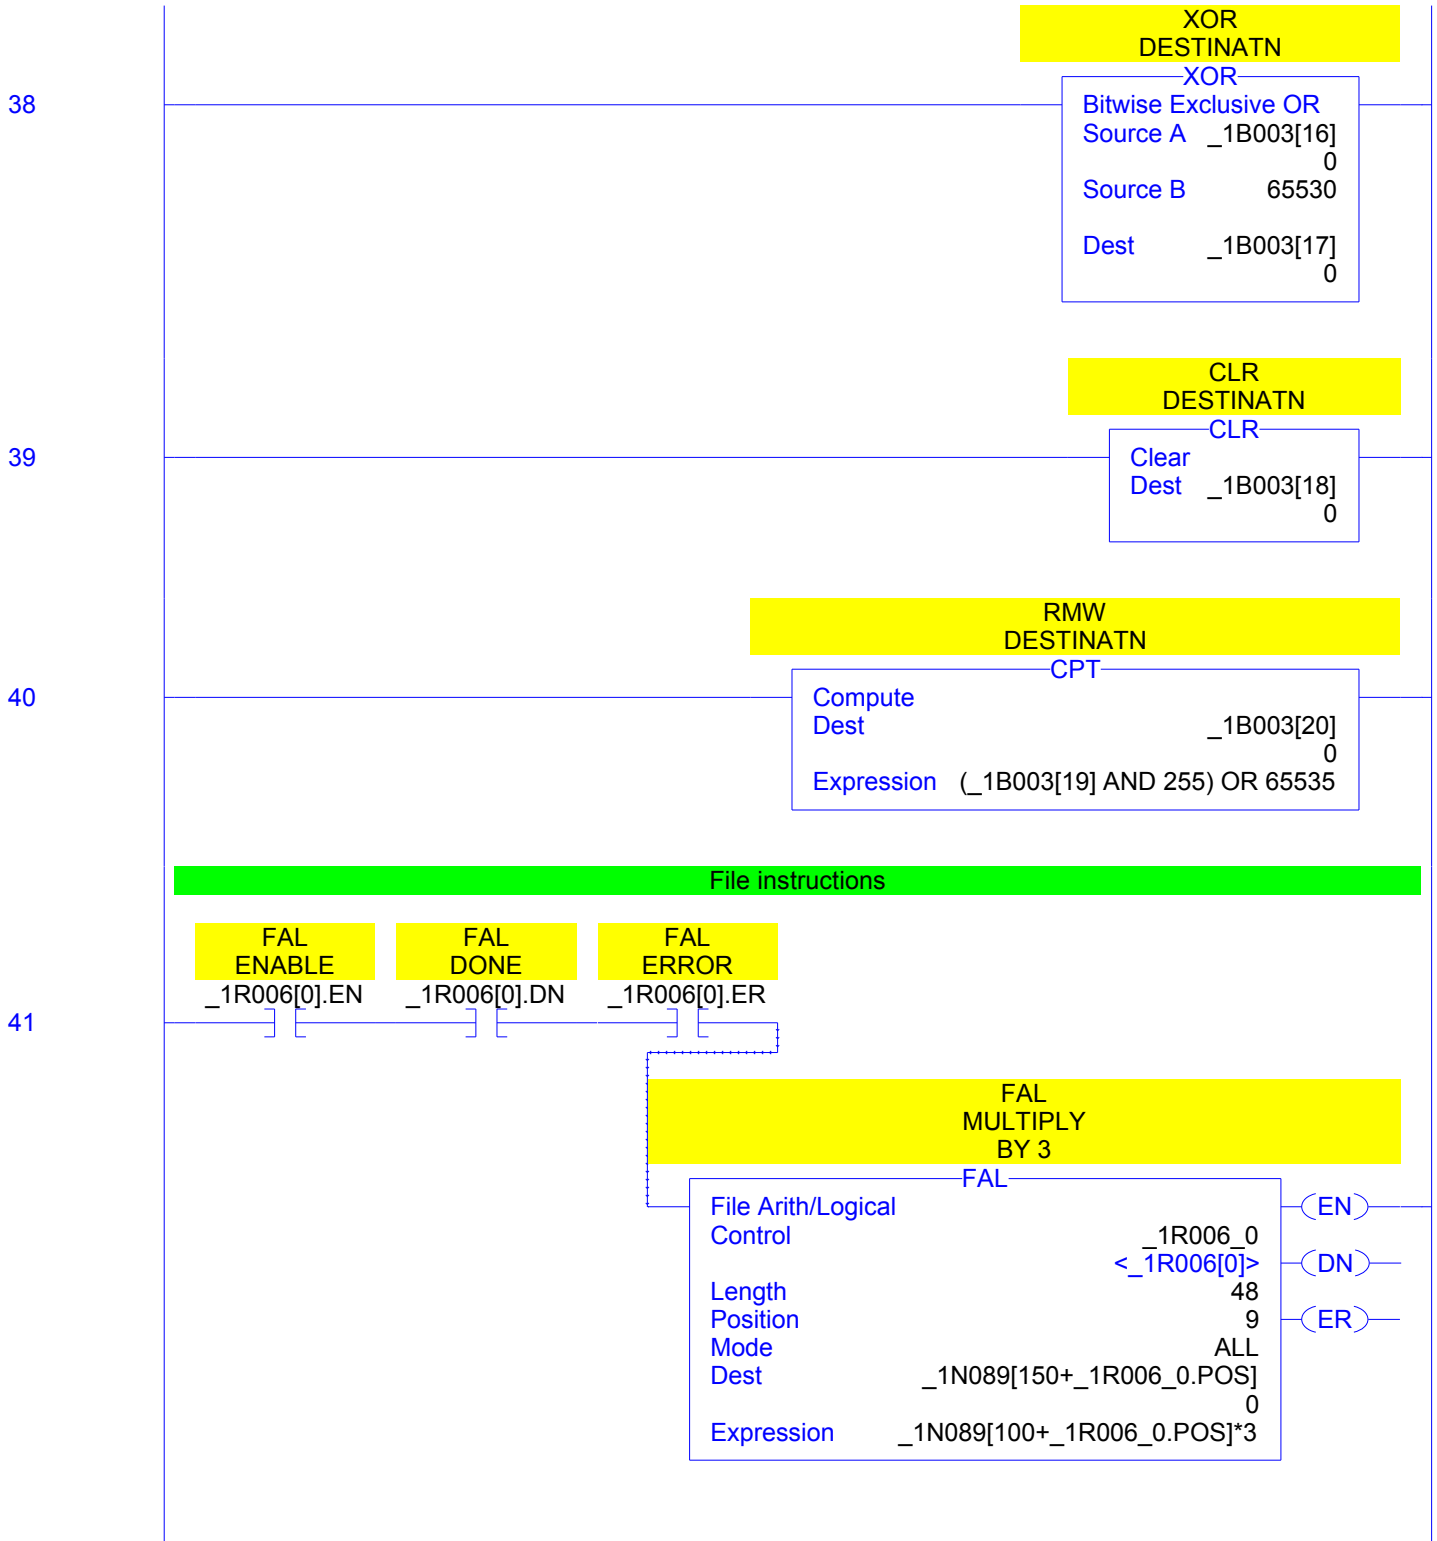 XOR
DESTINATN
XOR
38
Bitwise Exclusive OR
Source A _1B003[16]
0
Source B 65530
Dest _1B003[17]
0
CLR
DESTINATN
CLR
39
Clear
Dest _1B003[18]
0
RMW
DESTINATN
CPT
40
Compute
Dest _1B003[20]
0
Expression (_1B003[19] AND 255) OR 65535
File instructions
FAL FAL FAL
ENABLE DONE ERROR
_1R006[0].EN _1R006[0].DN _1R006[0].ER
41
FAL
MULTIPLY
BY 3
FAL
File Arith/Logical EN
Control _1R006_0
<_1R006[0]> DN
Length 48
Position 9 ER
Mode ALL
Dest _1N089[150+_1R006_0.POS]
0
Expression _1N089[100+_1R006_0.POS]*3